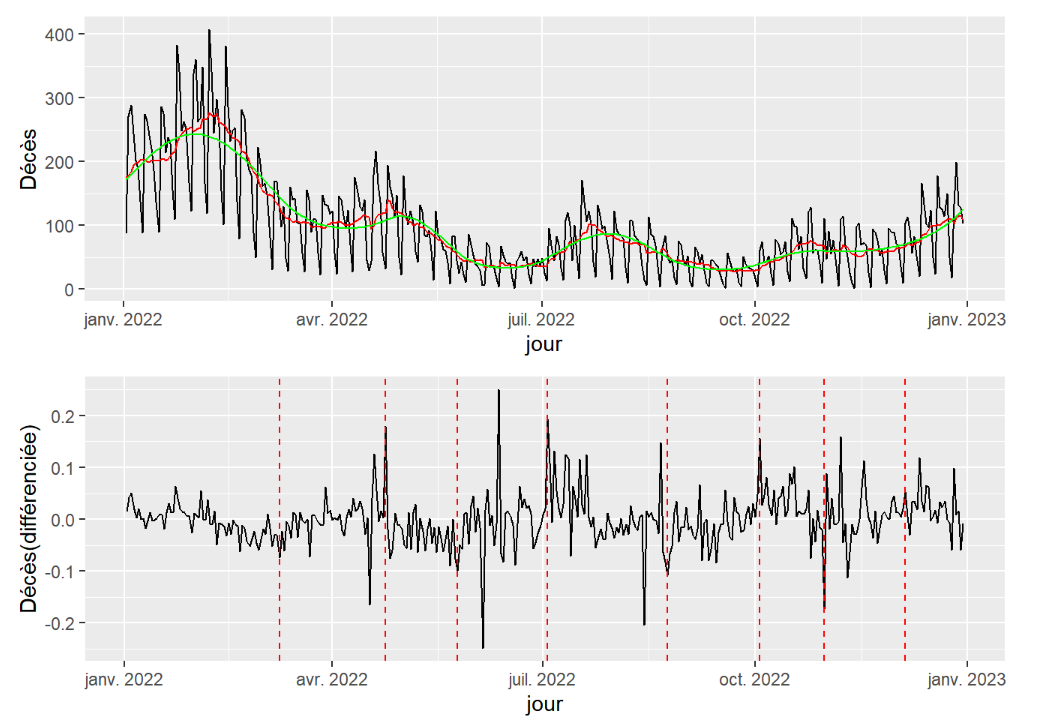 400
300
200
100
0
Décès
janv. 2022 avr. 2022 juil. 2022 oct. 2022 janv. 2023
jour
0.2
0.1
0.0
-0.1
-0.2
Décès(différenciée)
janv. 2022 avr. 2022 juil. 2022 oct. 2022 janv. 2023
jour